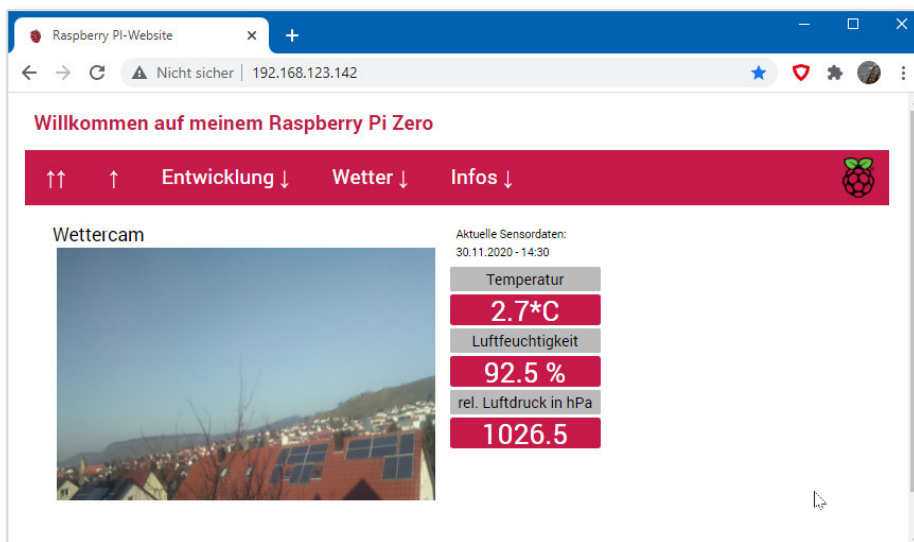 Raspberry PI-Website
Nicht sicher | 192.168.123.142
Willkommen auf meinem Raspberry Pi Zero
↑↑ ↑ Entwicklung ↓ Wetter ↓ Infos ↓
Wettercam
Aktuelle Sensordaten:
30.11.2020 - 14:30
Temperatur
2.7*C
Luftfeuchtigkeit
92.5 %
rel. Luftdruck in hPa
1026.5